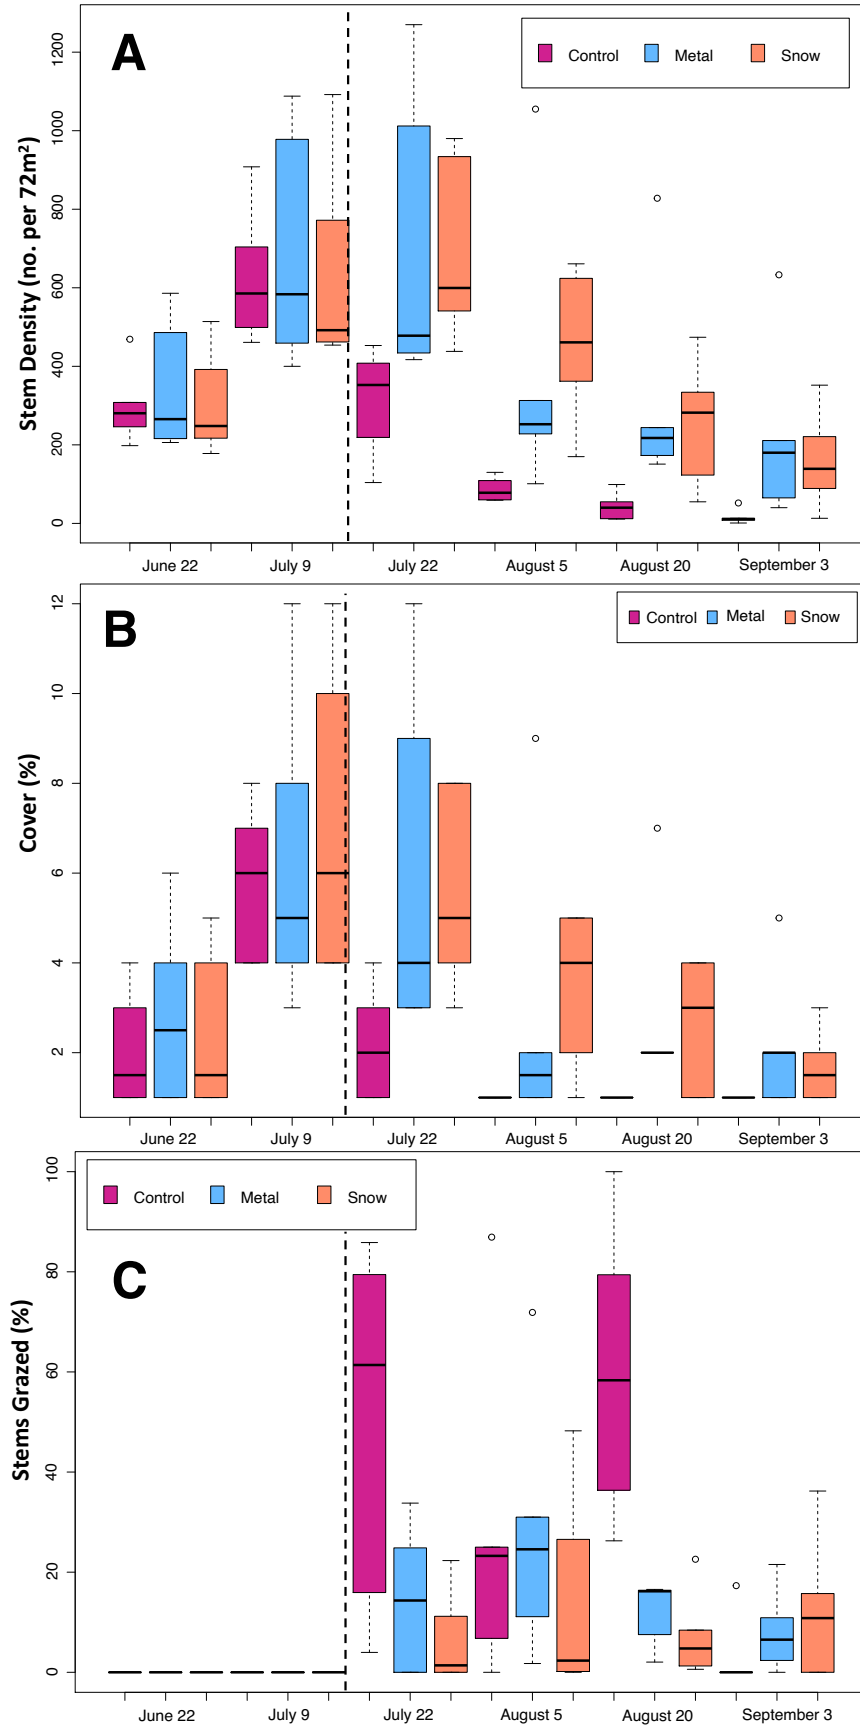 A
Control Metal Snow
Stem Density (no. per 72m²)
1200
1000
800
600
400
200
0
June 22 July 9 July 22 August 5 August 20 September 3
B
Control Metal Snow
Cover (%)
12
10
8
6
4
2
June 22 July 9 July 22 August 5 August 20 September 3
Control Metal Snow
C
Stems Grazed (%)
100
80
60
40
20
0
June 22 July 9 July 22 August 5 August 20 September 3